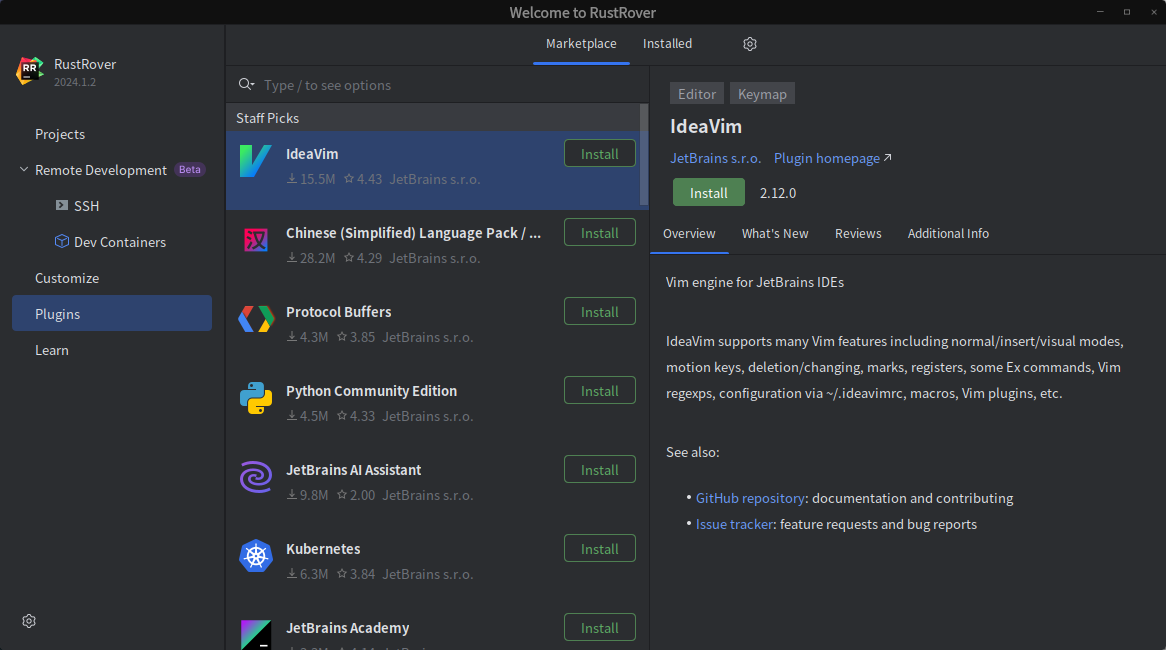 Welcome to RustRover
RR
RustRover
2024.1.2
Projects
Remote Development Beta
SSH
Dev Containers
Customize
Plugins
Learn
Marketplace Installed
Type / to see options
Staff Picks
IdeaVim Install
15.5M 4.43 JetBrains s.r.o.
汉 Chinese (Simplified) Language Pack / ... Install
28.2M 4.29 JetBrains s.r.o.
Protocol Buffers Install
4.3M 3.85 JetBrains s.r.o.
Python Community Edition Install
4.5M 4.33 JetBrains s.r.o.
JetBrains AI Assistant Install
9.8M 2.00 JetBrains s.r.o.
Kubernetes Install
6.3M 3.84 JetBrains s.r.o.
JetBrains Academy Install
Editor Keymap
IdeaVim
JetBrains s.r.o. Plugin homepage
Install 2.12.0
Overview What's New Reviews Additional Info
Vim engine for JetBrains IDEs
IdeaVim supports many Vim features including normal/insert/visual modes,
motion keys, deletion/changing, marks, registers, some Ex commands, Vim
regexps, configuration via ~/.ideavimrc, macros, Vim plugins, etc.
See also:
• GitHub repository: documentation and contributing
• Issue tracker: feature requests and bug reports